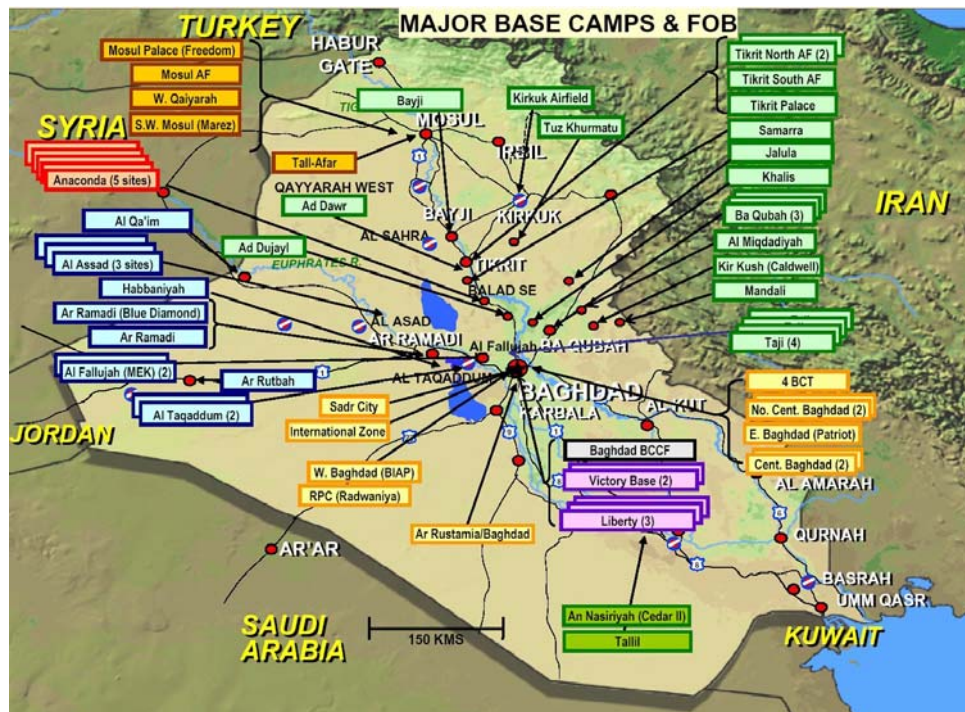 MAJOR BASE CAMPS & FOB
TURKEY
HABUR
GATE
Mosul Palace (Freedom)
Mosul AF
W. Qaiyarah
S.W. Mosul (Marez)
SYRIA
Anaconda (5 sites)
Tall-Afar
Bayji
MOSUL
Kirkuk Airfield
Tuz Khurmatu
IRBIL
QAYYARAH WEST
Ad Dawr
KIRKUK
BAYJI
AL SAHRA
TIKRIT
BALAD SE
Tikrit North AF (2)
Tikrit South AF
Tikrit Palace
Samarra
Jalula
Khalis
Ba Qubah (3)
Al Miqdadiyah
Kir Kush (Caldwell)
Mandali
Taji (4)
IRAN
Al Qa'im
Ad Dujayl
EUPHRATES R.
Al Assad (3 sites)
Habbaniyah
Ar Ramadi (Blue Diamond)
Ar Ramadi
AL ASAD
AR RAMADI
Al Fallujah
BA QUBAH
Al Fallujah (MEK) (2)
Ar Rutbah
AL TAQADDUM
Al Taqaddum (2)
BAGHDAD
KARBALA
AL KUT
JORDAN
Sadr City
International Zone
W. Baghdad (BIAP)
RPC (Radwaniya)
Ar Rustamia/Baghdad
4 BCT
No. Cent. Baghdad (2)
E. Baghdad (Patriot)
Cent. Baghdad (2)
Baghdad BCCF
Victory Base (2)
Liberty (3)
AL AMARAH
QURNAH
BASRAH
UMM QASR
AR'AR
An Nasiriyah (Cedar II)
Tallil
SAUDI
ARABIA
150 KMS
KUWAIT